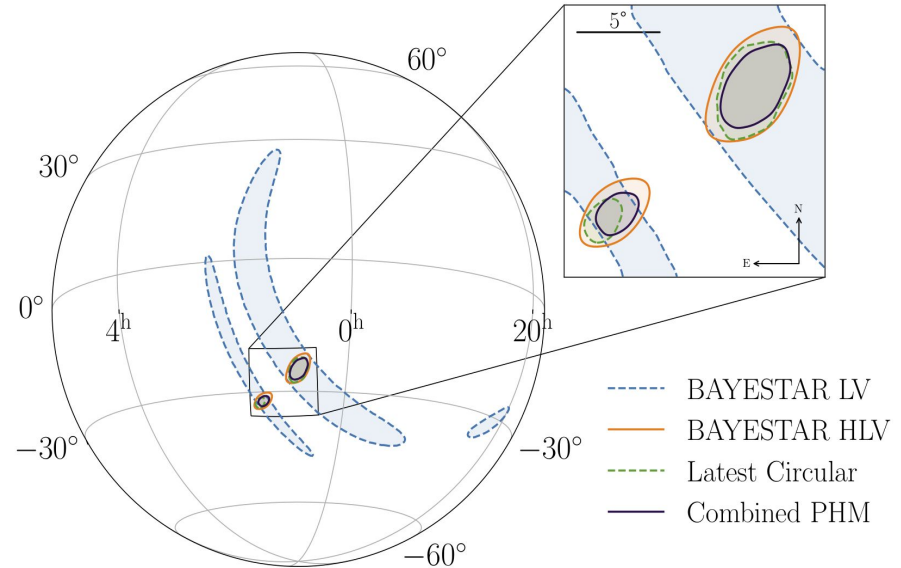 5°
N
E
60°
30°
0°
4ʰ
0ʰ
20ʰ
−30°
−30°
−60°
BAYESTAR LV
BAYESTAR HLV
Latest Circular
Combined PHM